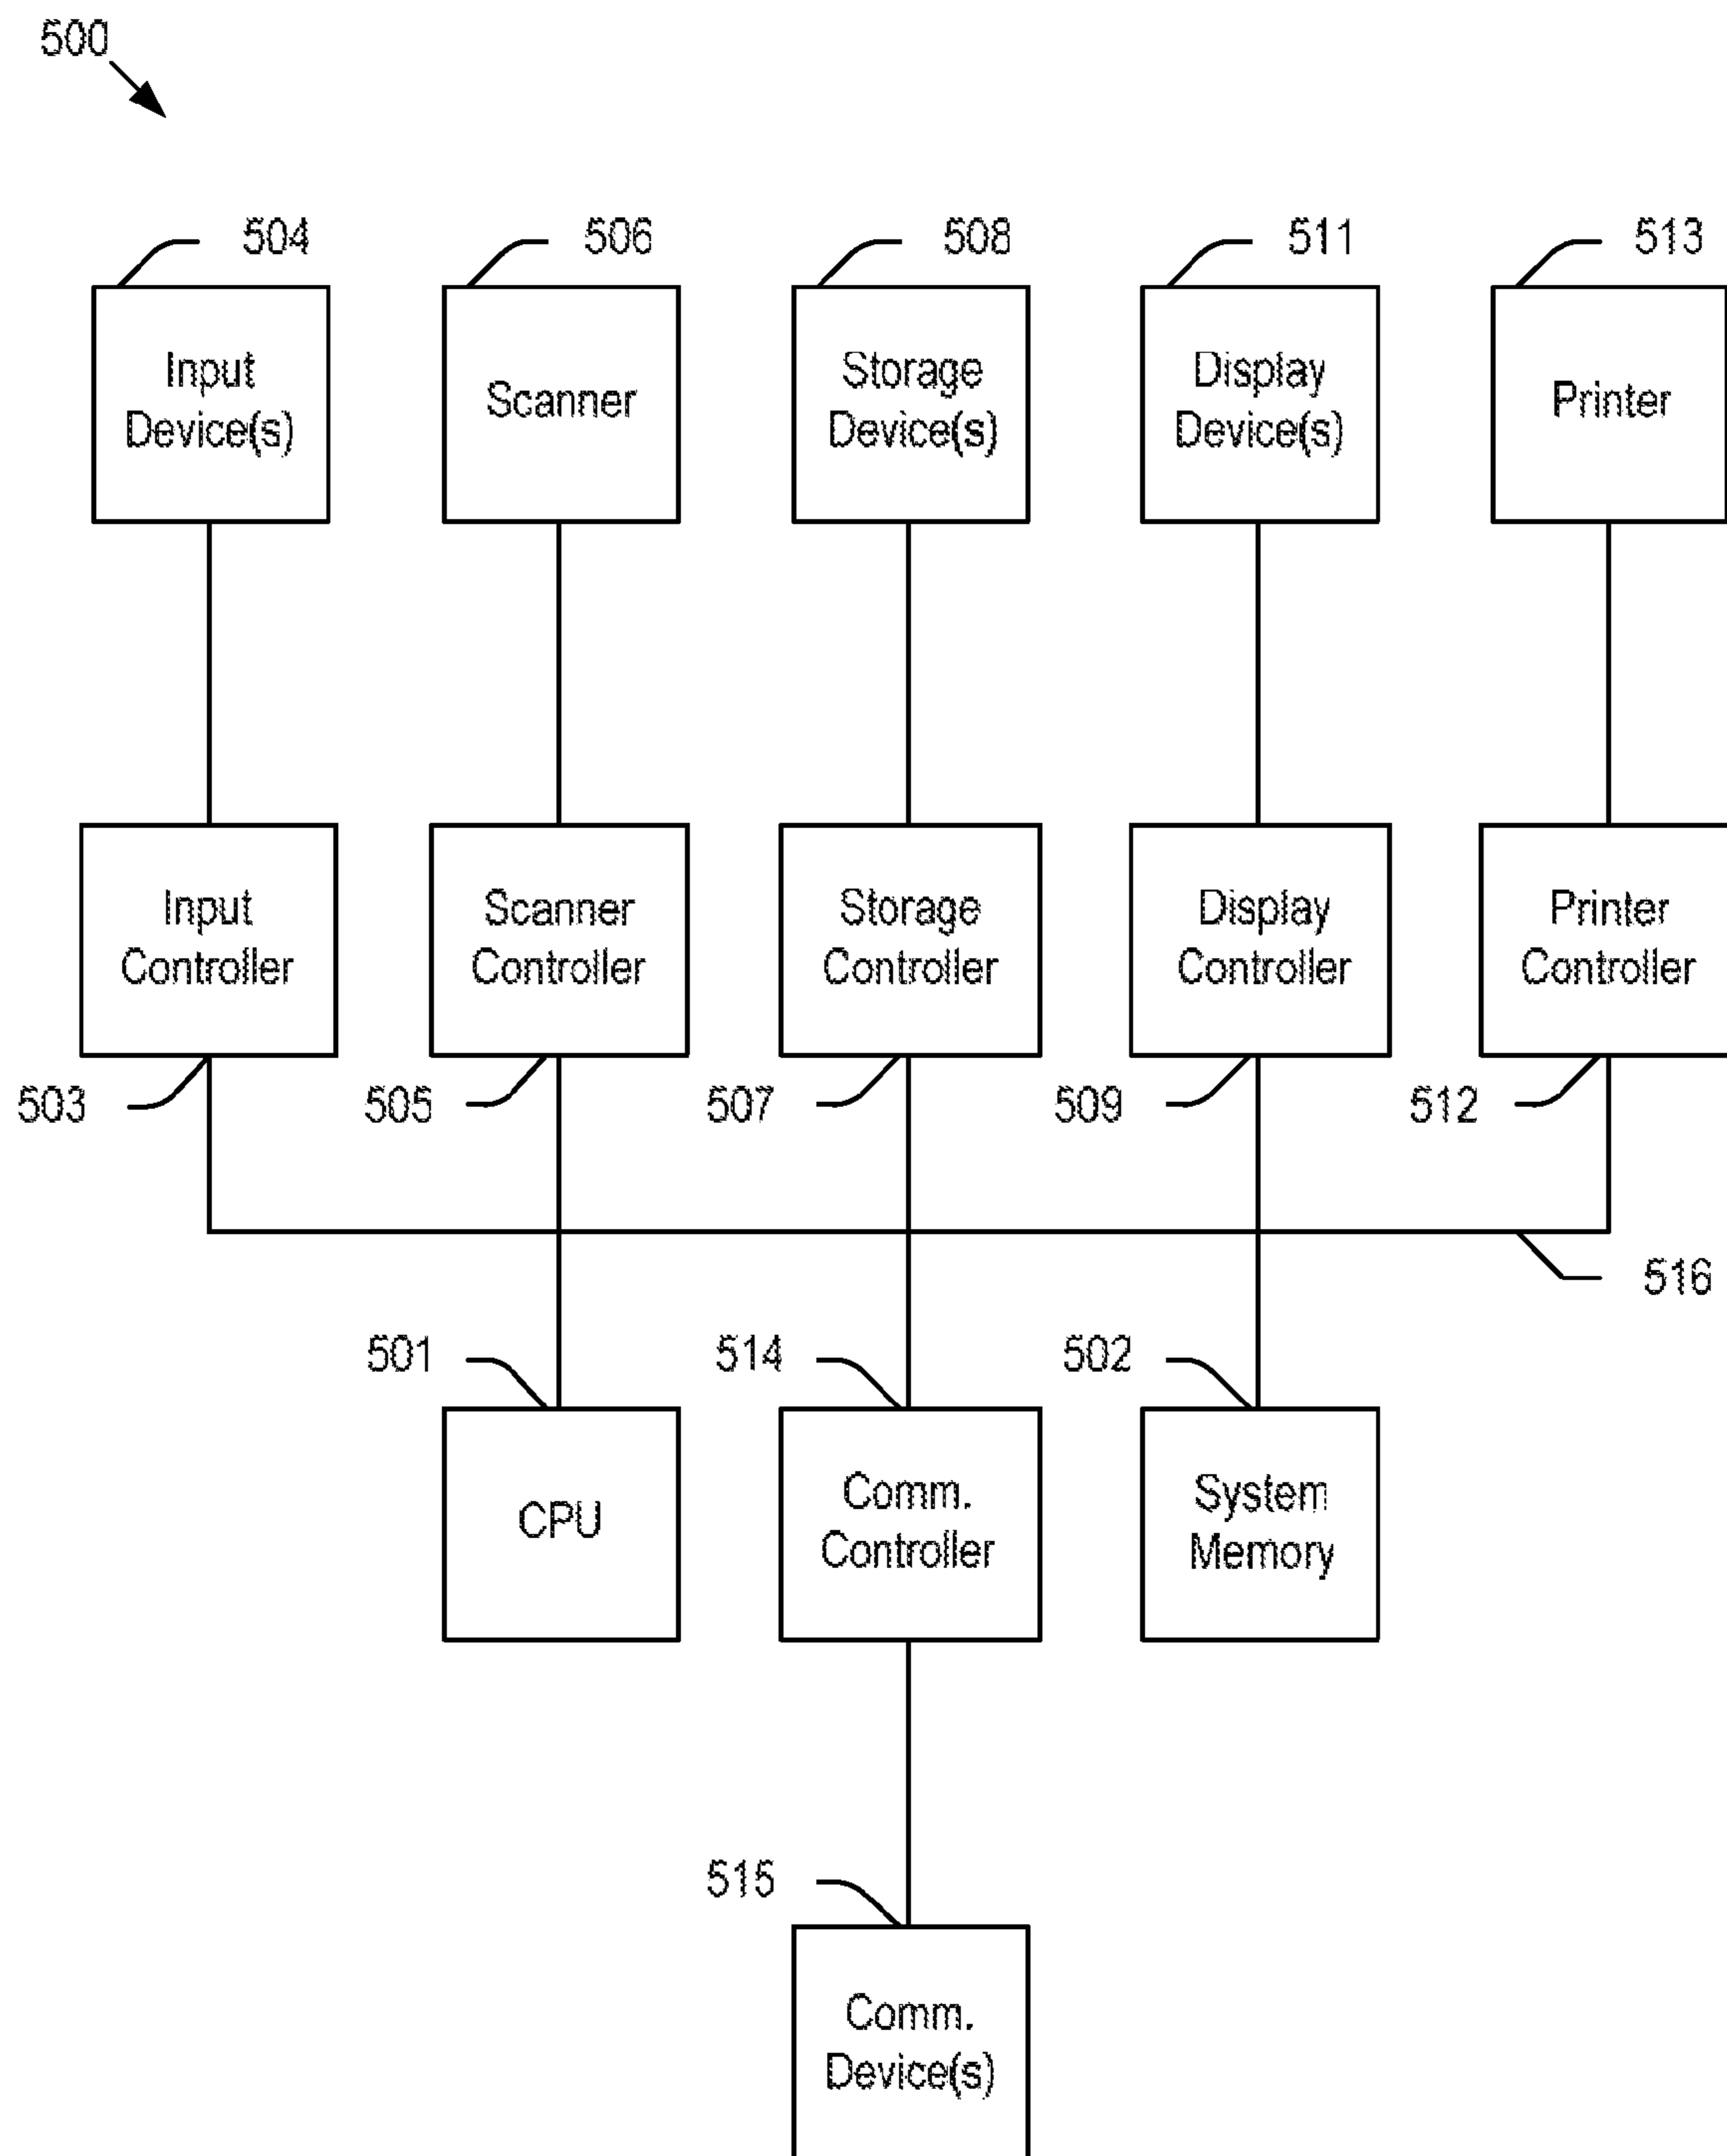 500
504
506
508
511
513
Input
Device(s)
Scanner
Storage
Device(s)
Display
Device(s)
Printer
Input
Controller
Scanner
Controller
Storage
Controller
Display
Controller
Printer
Controller
503
505
507
509
512
516
501
514
502
CPU
Comm.
Controller
System
Memory
515
Comm.
Device(s)